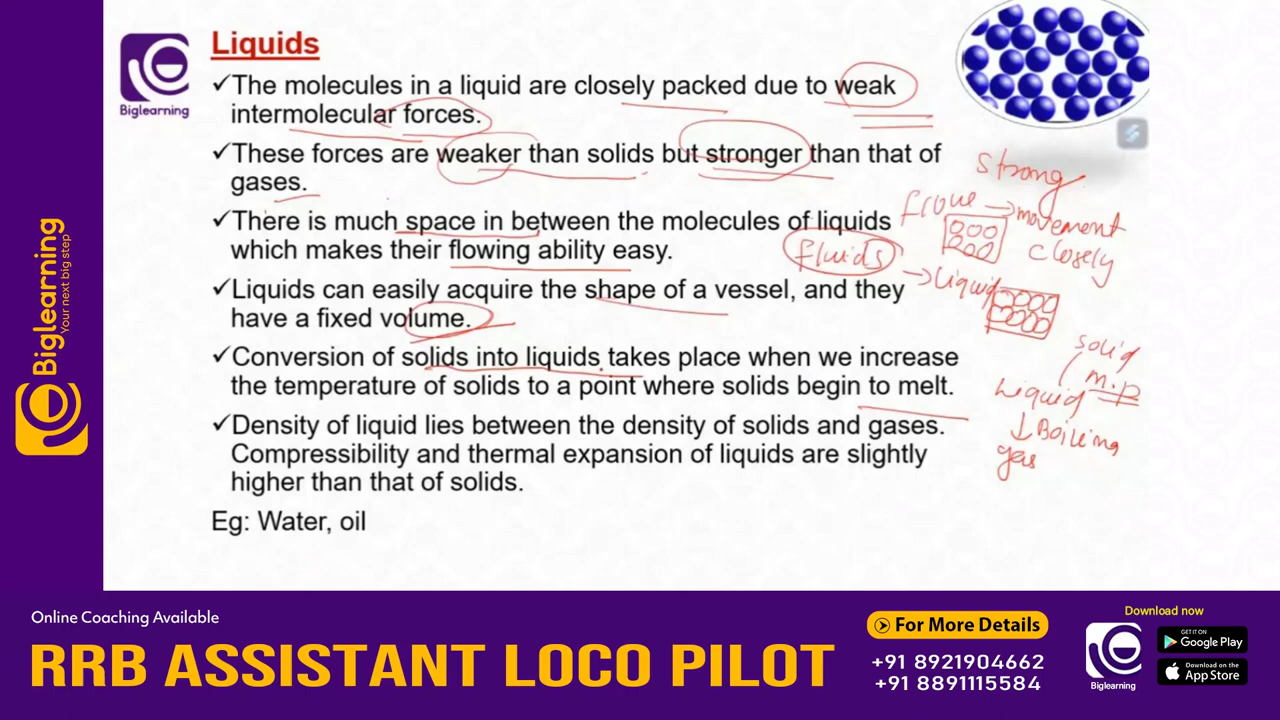 Liquids
Biglearning
✓The molecules in a liquid are closely packed due to weak
intermolecular forces.
✓These forces are weaker than solids but stronger than that of
gases.
✓There is much space in between the molecules of liquids
which makes their flowing ability easy.
✓Liquids can easily acquire the shape of a vessel, and they
have a fixed volume.
✓Conversion of solids into liquids takes place when we increase
the temperature of solids to a point where solids begin to melt.
✓Density of liquid lies between the density of solids and gases.
Compressibility and thermal expansion of liquids are slightly
higher than that of solids.
Eg: Water, oil
strong
movement
closely
fluids
→ Liquid
solid
M.P
Liquid
↓ Boiling
gas
Biglearning
Your next big step
Online Coaching Available
RRB ASSISTANT LOCO PILOT
For More Details
+91 8921904662
+91 8891115584
Download now
Biglearning
GET IT ON
Google Play
Download on the
App Store